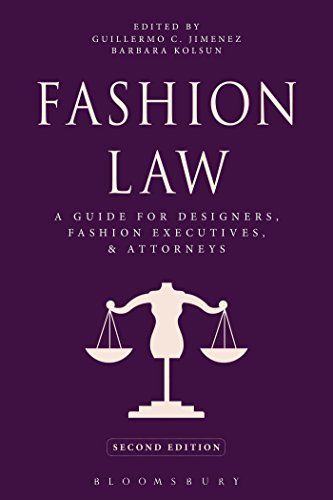 EDITED BY
GUILLERMO C. JIMENEZ
BARBARA KOLSUN
FASHION
LAW
A GUIDE FOR DESIGNERS,
FASHION EXECUTIVES,
& ATTORNEYS
SECOND EDITION
BLOOMSBURY